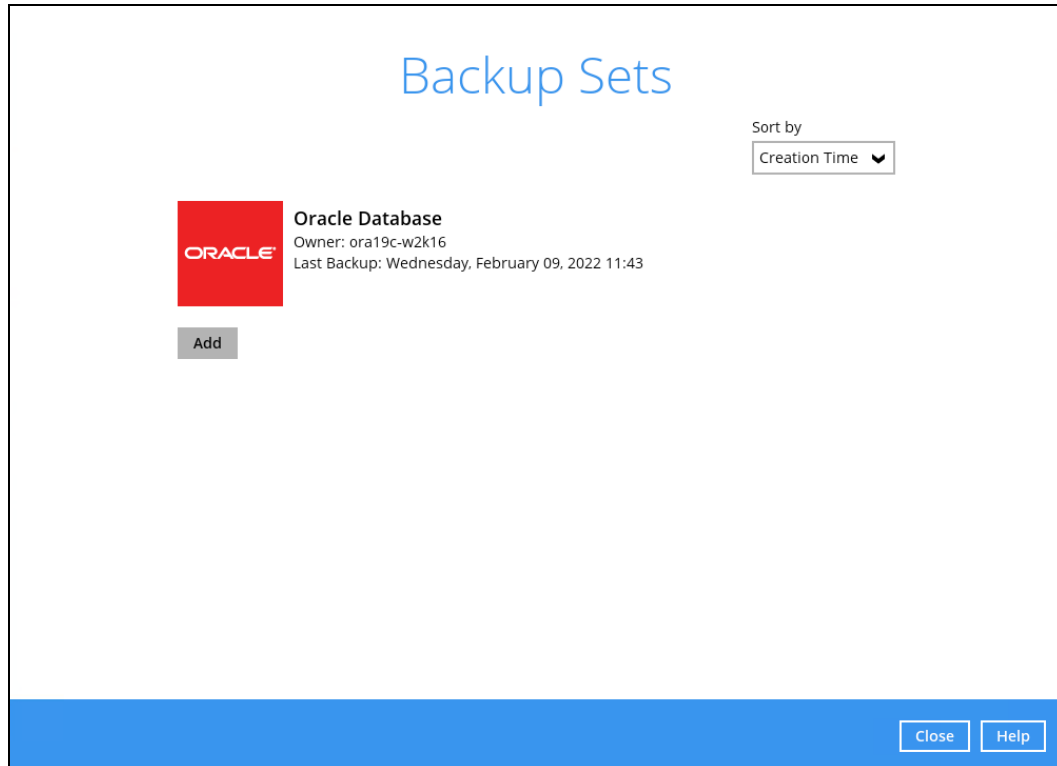 Backup Sets
Sort by
Creation Time
ORACLE
Oracle Database
Owner: ora19c-w2k16
Last Backup: Wednesday, February 09, 2022 11:43
Add
Close
Help